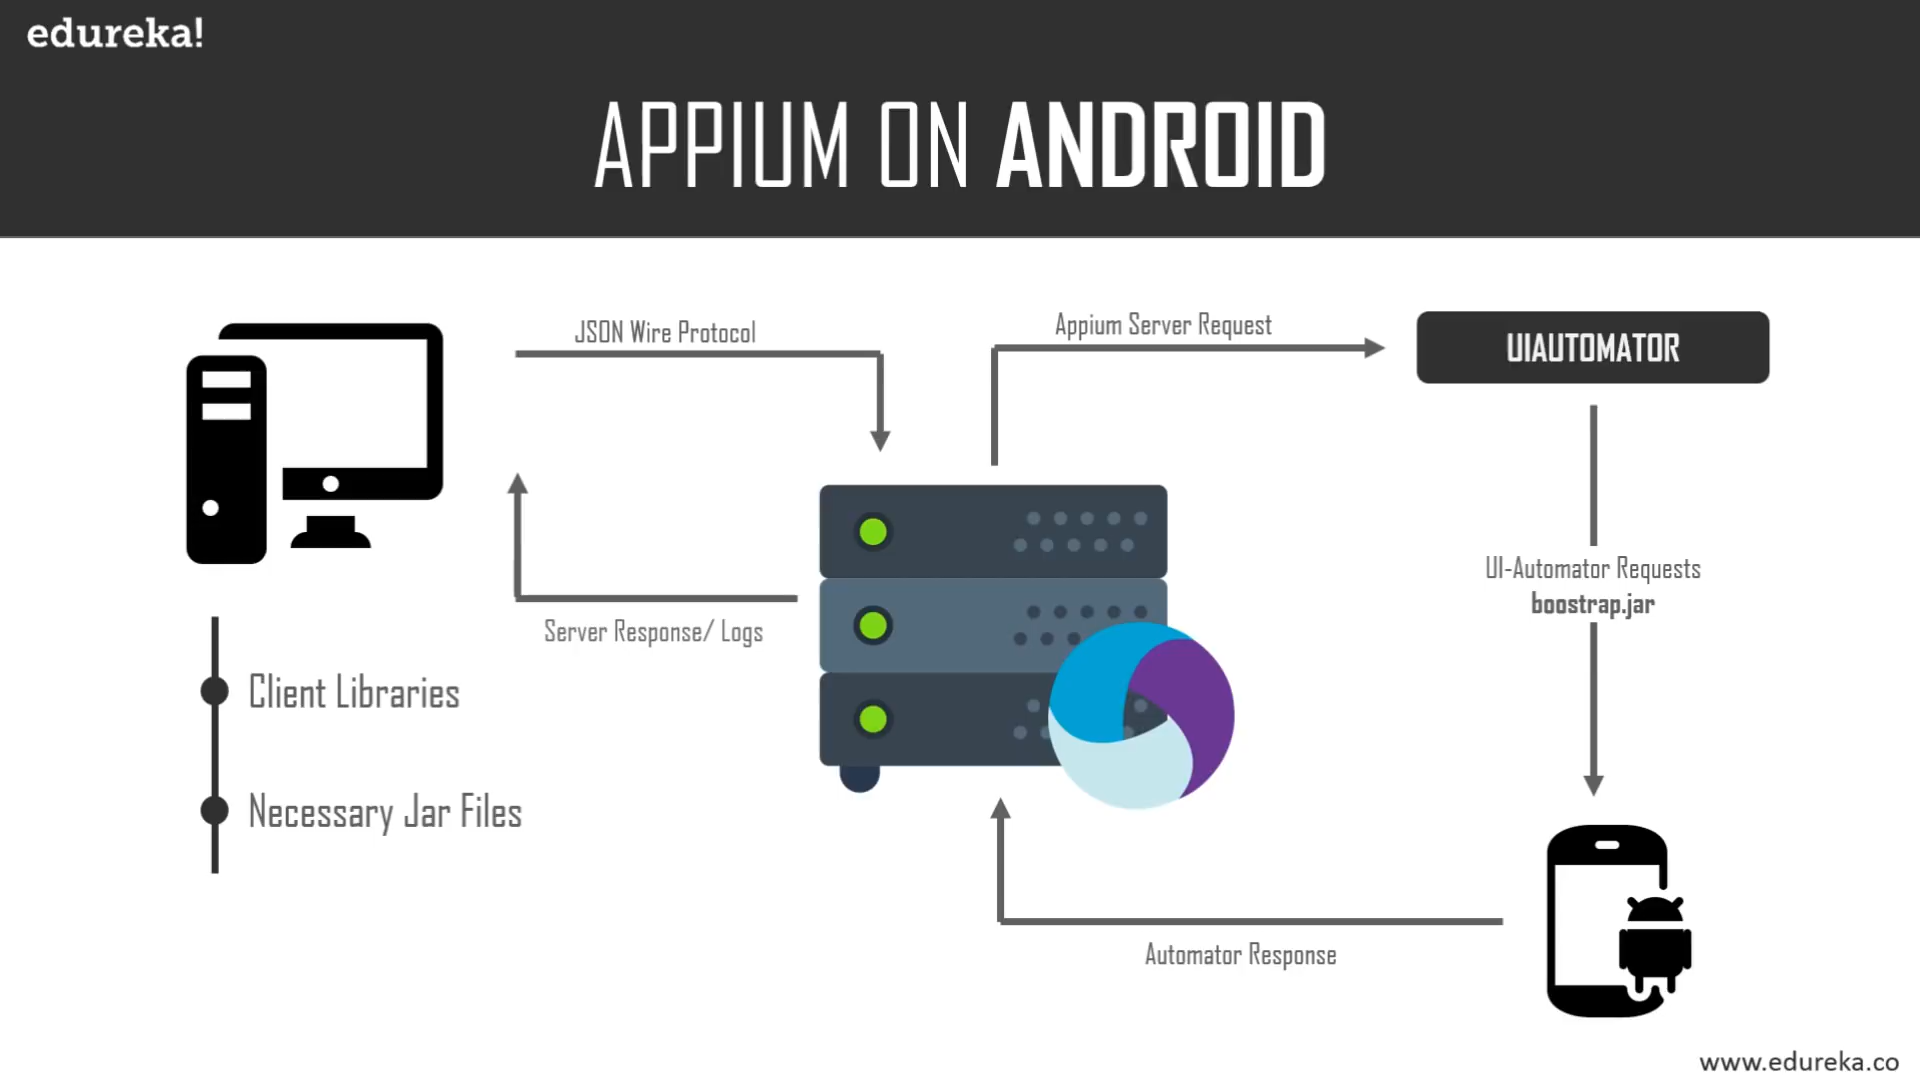 edureka!
APPIUM ON ANDROID
JSON Wire Protocol
Appium Server Request
UIAUTOMATOR
UI-Automator Requests
boostrap.jar
Server Response/ Logs
Client Libraries
Necessary Jar Files
Automator Response
www.edureka.co